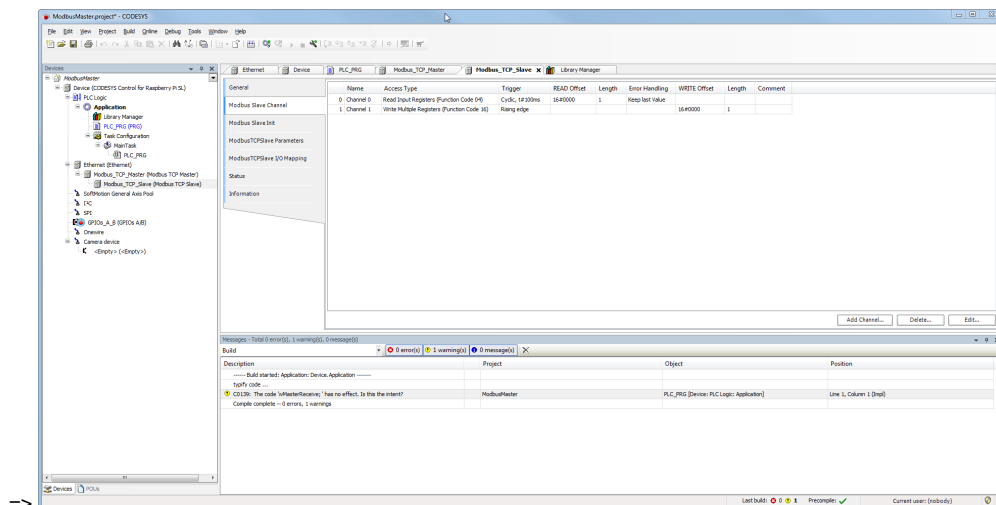 ModbusMaster.project* - CODESYS
File Edit View Project Build Online Debug Tools Window Help
Devices
ModbusMaster
Device (CODESYS Control for Raspberry Pi SL)
PLC Logic
Application
Library Manager
PLC_PRG (PRG)
Task Configuration
MainTask
PLC_PRG
Ethernet (Ethernet)
Modbus_TCP_Master (Modbus TCP Master)
Modbus_TCP_Slave (Modbus TCP Slave)
SoftMotion General Axis Pool
I²C
SPI
GPIOs_A_B (GPIOs A/B)
Onewire
Camera device
<Empty> (<Empty>)
Devices POUs
Ethernet Device PLC_PRG Modbus_TCP_Master Modbus_TCP_Slave Library Manager
General
Modbus Slave Channel
Modbus Slave Init
ModbusTCPSlave Parameters
ModbusTCPSlave I/O Mapping
Status
Information
Name Access Type Trigger READ Offset Length Error Handling WRITE Offset Length Comment
0 Channel 0 Read Input Registers (Function Code 04) Cyclic, t#100ms 16#0000 1 Keep last Value
1 Channel 1 Write Multiple Registers (Function Code 16) Rising edge 16#0000 1
Add Channel... Delete... Edit...
Messages - Total 0 error(s), 1 warning(s), 0 message(s)
Build 0 error(s) 1 warning(s) 0 message(s)
Description Project Object Position
------ Build started: Application: Device.Application -------
typify code ...
C0139: The code 'wMasterReceive; ' has no effect. Is this the intent? ModbusMaster PLC_PRG [Device: PLC Logic: Application] Line 1, Column 1 (Impl)
Compile complete -- 0 errors, 1 warnings
Last build: 0 1 Precompile: Current user: (nobody)
-->